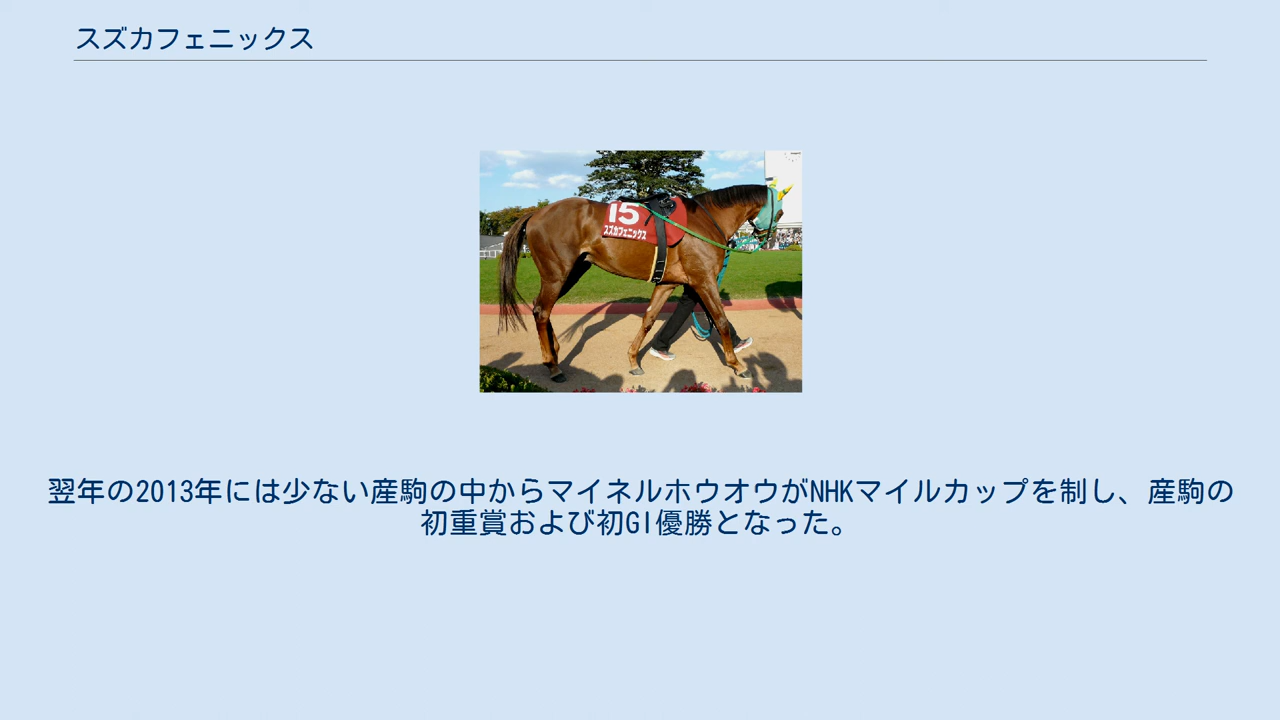 スズカフェニックス
15
スズカフェニックス
翌年の2013年には少ない産駒の中からマイネルホウオウがNHKマイルカップを制し、産駒の
初重賞および初GI優勝となった。